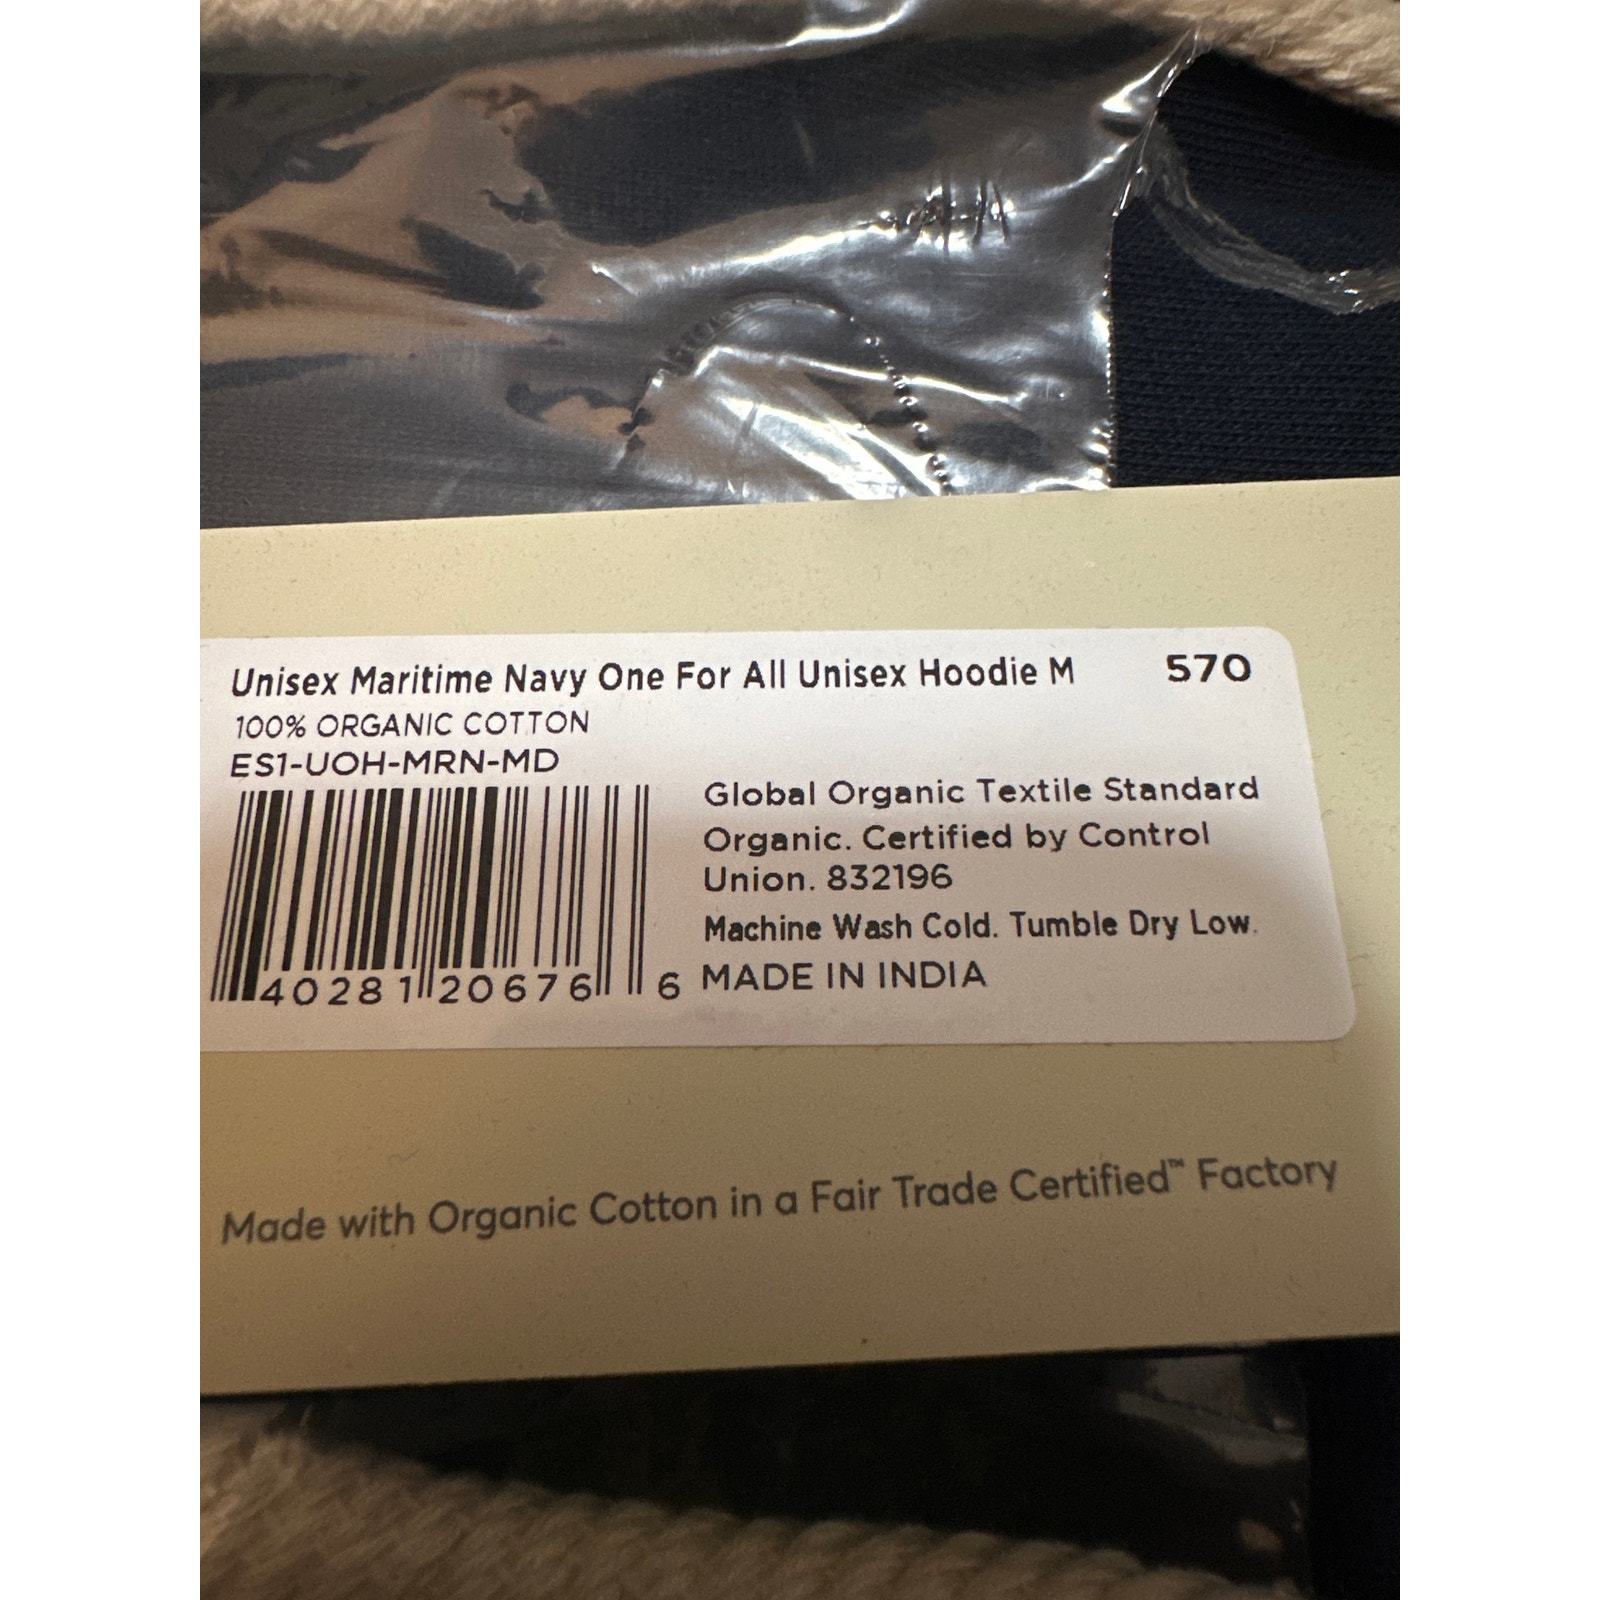 Unisex Maritime Navy One For All Unisex Hoodie M 570
100% ORGANIC COTTON
ES1-UOH-MRN-MD
Global Organic Textile Standard
Organic. Certified by Control
Union. 832196
Machine Wash Cold. Tumble Dry Low.
MADE IN INDIA
40281 20676 6
Made with Organic Cotton in a Fair Trade Certified™ Factory